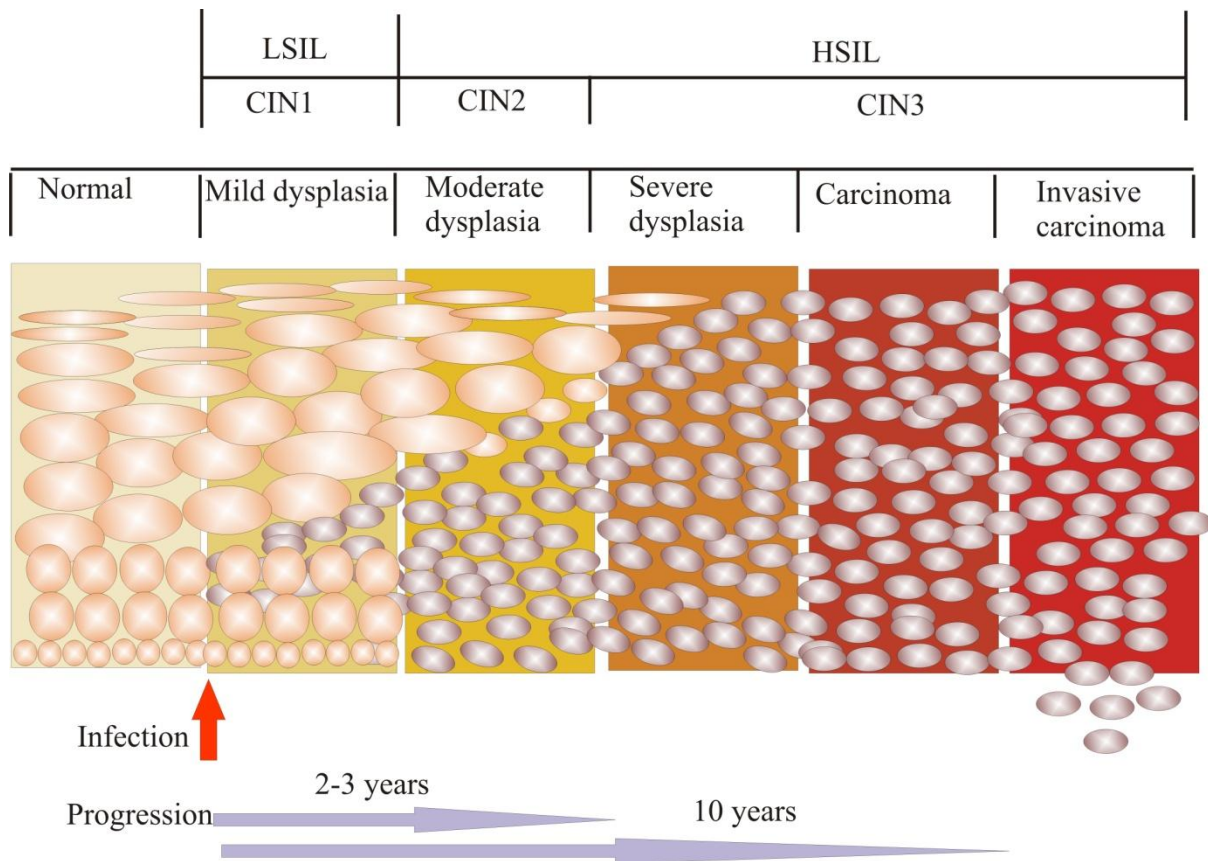 LSIL
HSIL
CIN1
CIN2
CIN3
Normal
Mild dysplasia
Moderate
dysplasia
Severe
dysplasia
Carcinoma
Invasive
carcinoma
Infection
2-3 years
Progression
10 years